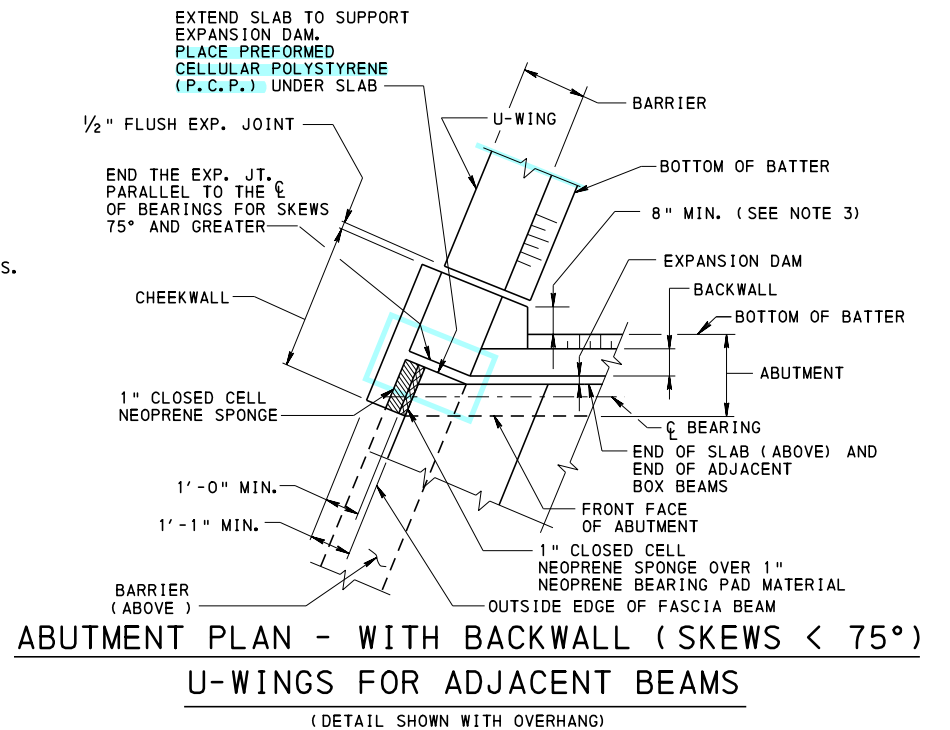 EXTEND SLAB TO SUPPORT
EXPANSION DAM.
PLACE PREFORMED
CELLULAR POLYSTYRENE
(P.C.P.) UNDER SLAB
BARRIER
U-WING
½" FLUSH EXP. JOINT
BOTTOM OF BATTER
END THE EXP. JT.
PARALLEL TO THE ℄
OF BEARINGS FOR SKEWS
75° AND GREATER
8" MIN. (SEE NOTE 3)
S.
EXPANSION DAM
BACKWALL
CHEEKWALL
BOTTOM OF BATTER
ABUTMENT
1" CLOSED CELL
NEOPRENE SPONGE
℄ BEARING
END OF SLAB (ABOVE) AND
END OF ADJACENT
BOX BEAMS
1'-0" MIN.
FRONT FACE
OF ABUTMENT
1'-1" MIN.
1" CLOSED CELL
NEOPRENE SPONGE OVER 1"
NEOPRENE BEARING PAD MATERIAL
BARRIER
(ABOVE )
OUTSIDE EDGE OF FASCIA BEAM
ABUTMENT PLAN - WITH BACKWALL (SKEWS < 75°)
U-WINGS FOR ADJACENT BEAMS
(DETAIL SHOWN WITH OVERHANG)